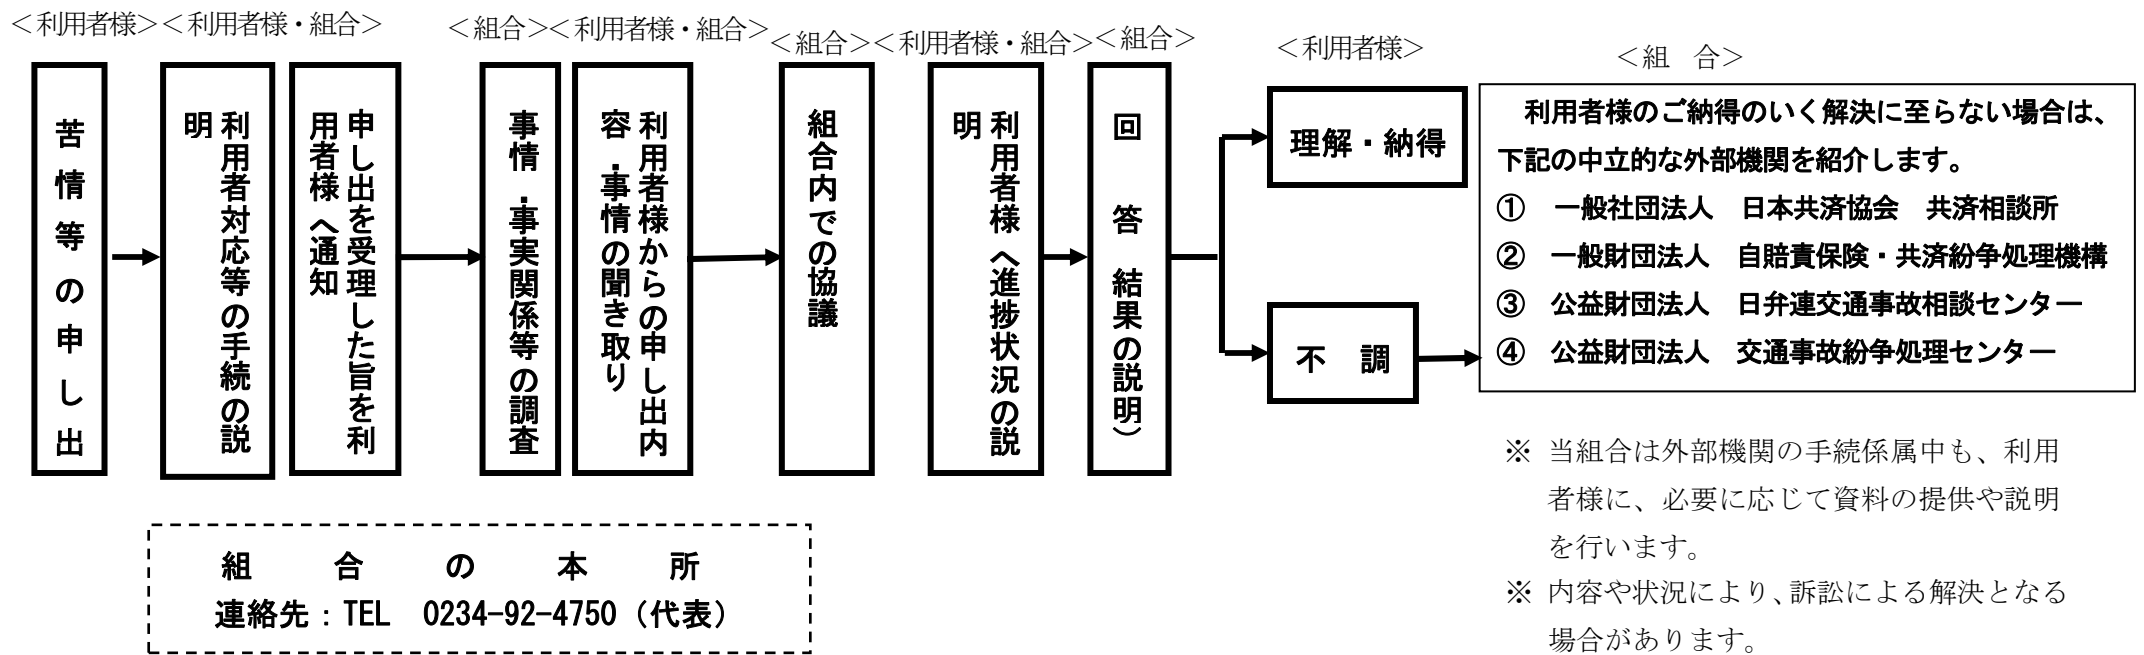 ＜利用者様＞
＜利用者様・組合＞
＜組合＞
＜利用者様・組合＞
＜組合＞
＜利用者様・組合＞
＜組合＞
＜利用者様＞
＜組　合＞
苦情等の申し出
利用者対応等の手続の説
明
申し出を受理した旨を利
用者様へ通知
事情・事実関係等の調査
利用者様からの申し出内
容・事情の聞き取り
組合内での協議
利用者様へ進捗状況の説
明
回　答　結果の説明）
理解・納得
不　調
利用者様のご納得のいく解決に至らない場合は、
下記の中立的な外部機関を紹介します。
①　一般社団法人　日本共済協会　共済相談所
②　一般財団法人　自賠責保険・共済紛争処理機構
③　公益財団法人　日弁連交通事故相談センター
④　公益財団法人　交通事故紛争処理センター
※ 当組合は外部機関の手続係属中も、利用
者様に、必要に応じて資料の提供や説明
を行います。
※ 内容や状況により、訴訟による解決となる
場合があります。
組　合　の　本　所
連絡先：TEL　0234-92-4750（代表）